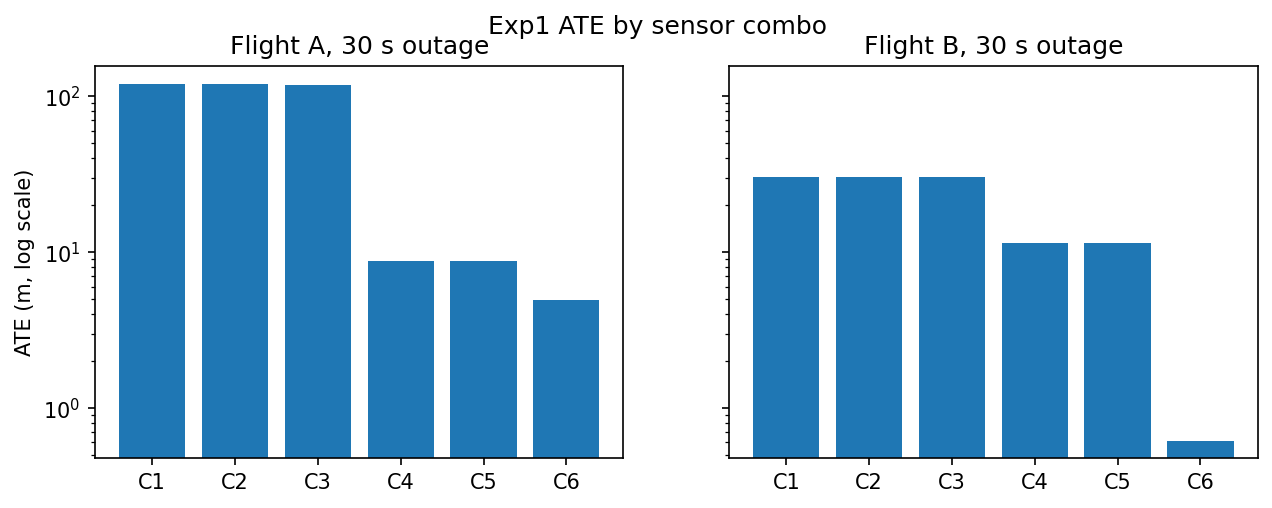 Exp1 ATE by sensor combo
Flight A, 30 s outage
ATE (m, log scale)
10²
10¹
10⁰
C1 C2 C3 C4 C5 C6
Flight B, 30 s outage
C1 C2 C3 C4 C5 C6